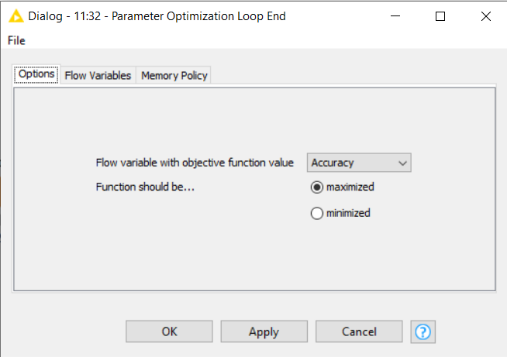 Dialog - 11:32 - Parameter Optimization Loop End
File
Options Flow Variables Memory Policy
Flow variable with objective function value Accuracy
Function should be... maximized
minimized
OK Apply Cancel ?